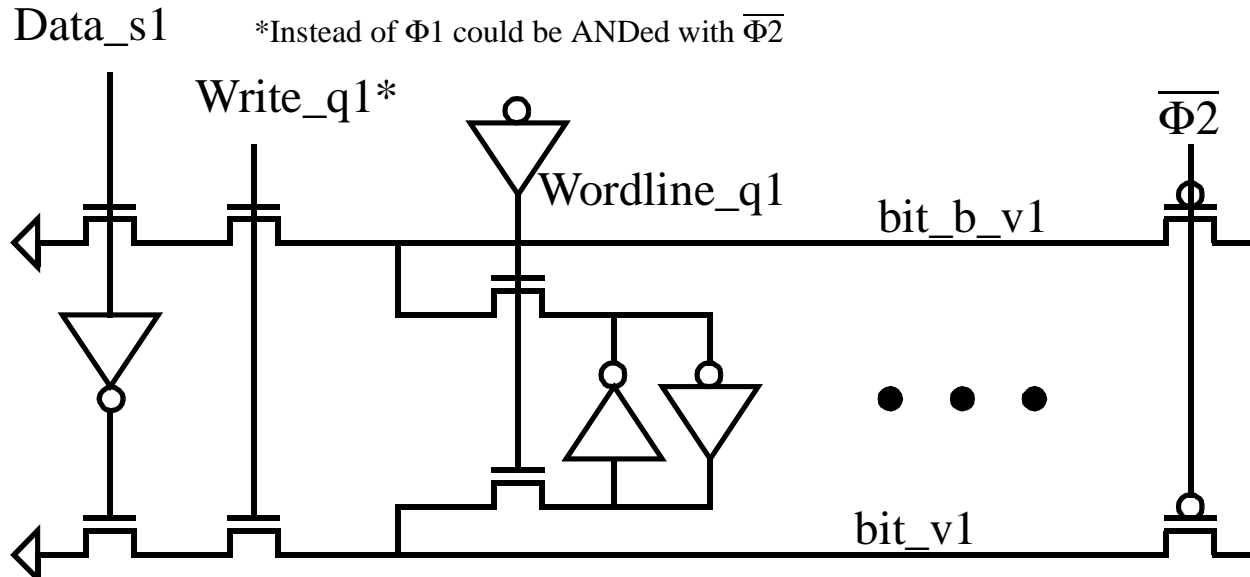 Data_s1
*Instead of Φ1 could be ANDed with Φ2̅
Write_q1*
Φ2̅
Wordline_q1
bit_b_v1
bit_v1